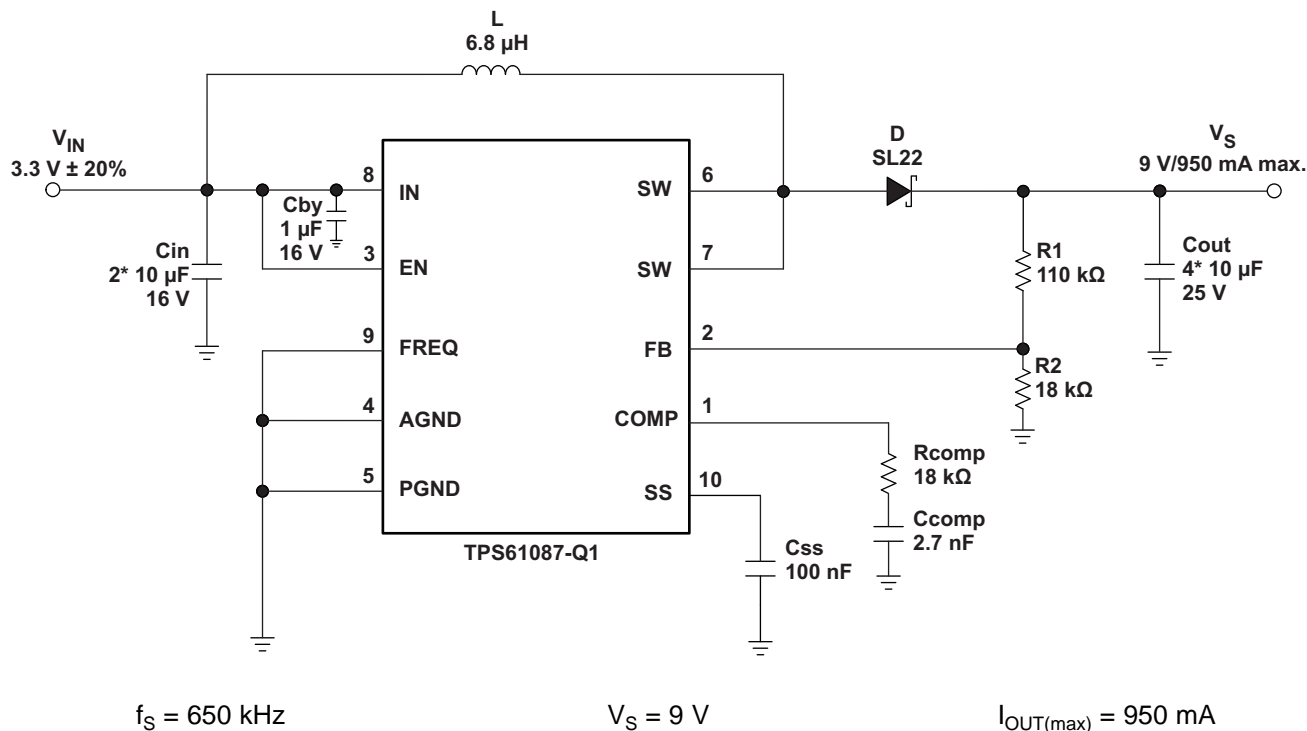 L
6.8 µH
V_IN
3.3 V ± 20%
D
SL22
V_S
9 V/950 mA max.
8
IN
SW
6
Cby
1 µF
16 V
Cin
2* 10 µF
16 V
3
EN
SW
7
R1
110 kΩ
Cout
4* 10 µF
25 V
9
FREQ
FB
2
R2
18 kΩ
4
AGND
COMP
1
Rcomp
18 kΩ
5
PGND
SS
10
Ccomp
2.7 nF
TPS61087-Q1
Css
100 nF
f_S = 650 kHz
V_S = 9 V
I_OUT(max) = 950 mA